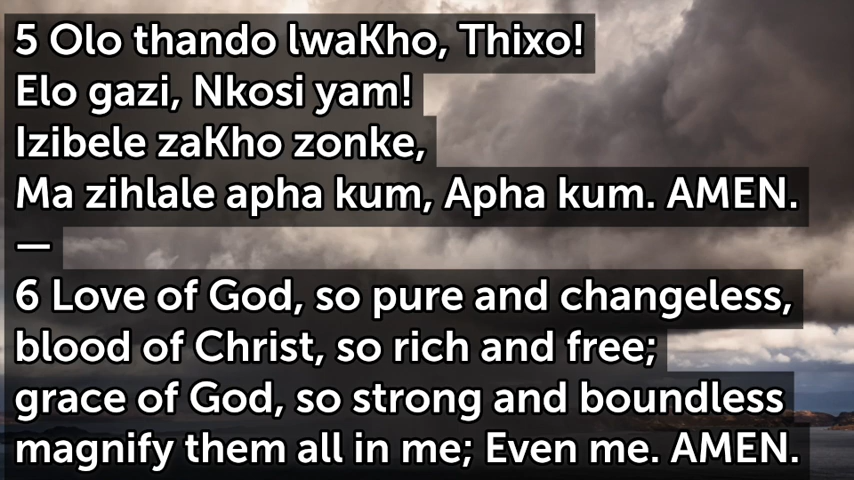 5 Olo thando lwaKho, Thixo!
Elo gazi, Nkosi yam!
Izibele zaKho zonke,
Ma zihlale apha kum, Apha kum. AMEN.
—
6 Love of God, so pure and changeless,
blood of Christ, so rich and free;
grace of God, so strong and boundless
magnify them all in me; Even me. AMEN.